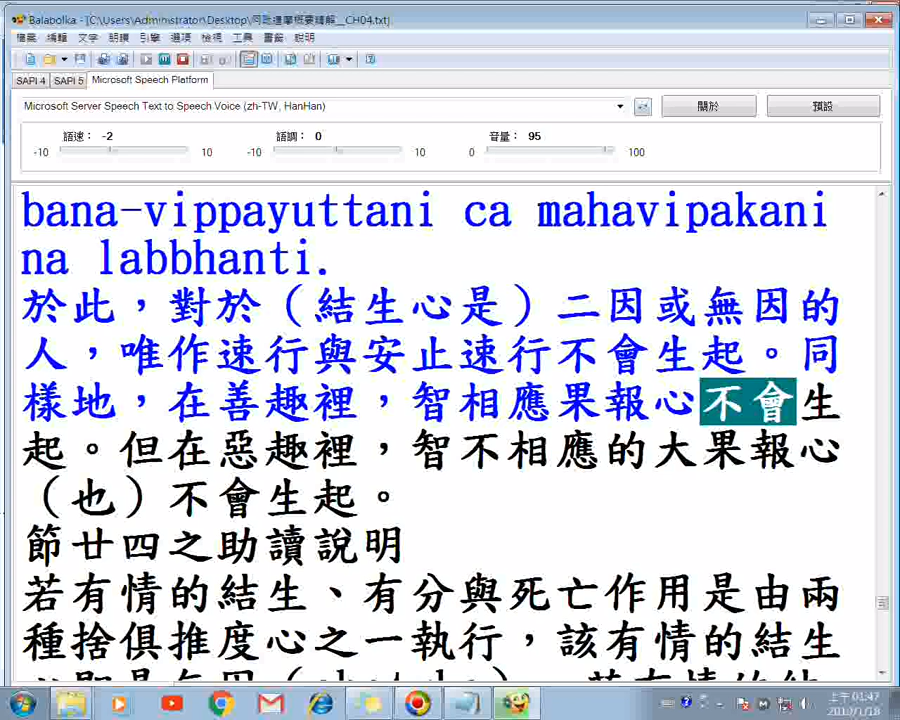 Balabolka - [C:\Users\Administrator\Desktop\阿毗達摩概要精解__CH04.txt]
檔案 編輯 文字 朗讀 引擎 選項 檢視 工具 書籤 說明
SAPI 4 SAPI 5 Microsoft Speech Platform
Microsoft Server Speech Text to Speech Voice (zh-TW, HanHan) 關於 預設
語速： -2 語調： 0 音量： 95
-10 10 -10 10 0 100
bana-vippayuttani ca mahavipakani
na labbhanti.
於此，對於（結生心是）二因或無因的
人，唯作速行與安止速行不會生起。同
樣地，在善趣裡，智相應果報心不會生
起。但在惡趣裡，智不相應的大果報心
（也）不會生起。
節廿四之助讀說明
若有情的結生、有分與死亡作用是由兩
種捨俱推度心之一執行，該有情的結生
上午 01:47
2019/1/18